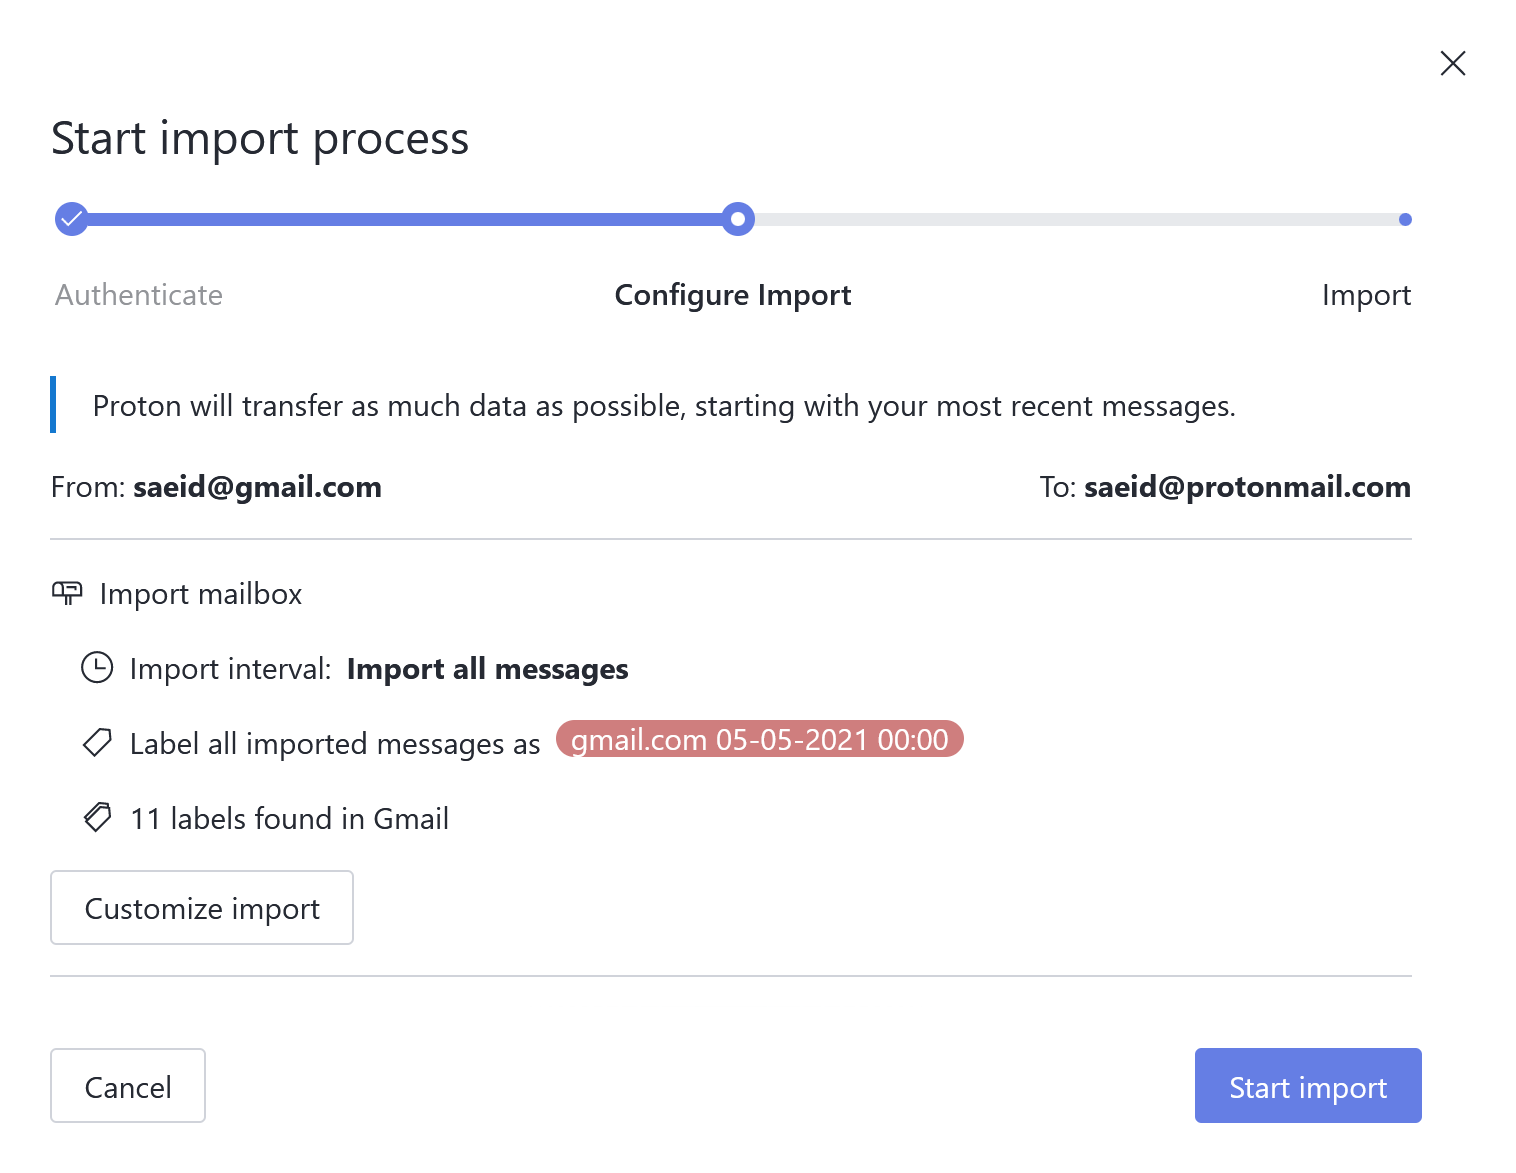 Start import process
Authenticate Configure Import Import
Proton will transfer as much data as possible, starting with your most recent messages.
From: saeid@gmail.com To: saeid@protonmail.com
Import mailbox
Import interval: Import all messages
Label all imported messages as gmail.com 05-05-2021 00:00
11 labels found in Gmail
Customize import
Cancel Start import